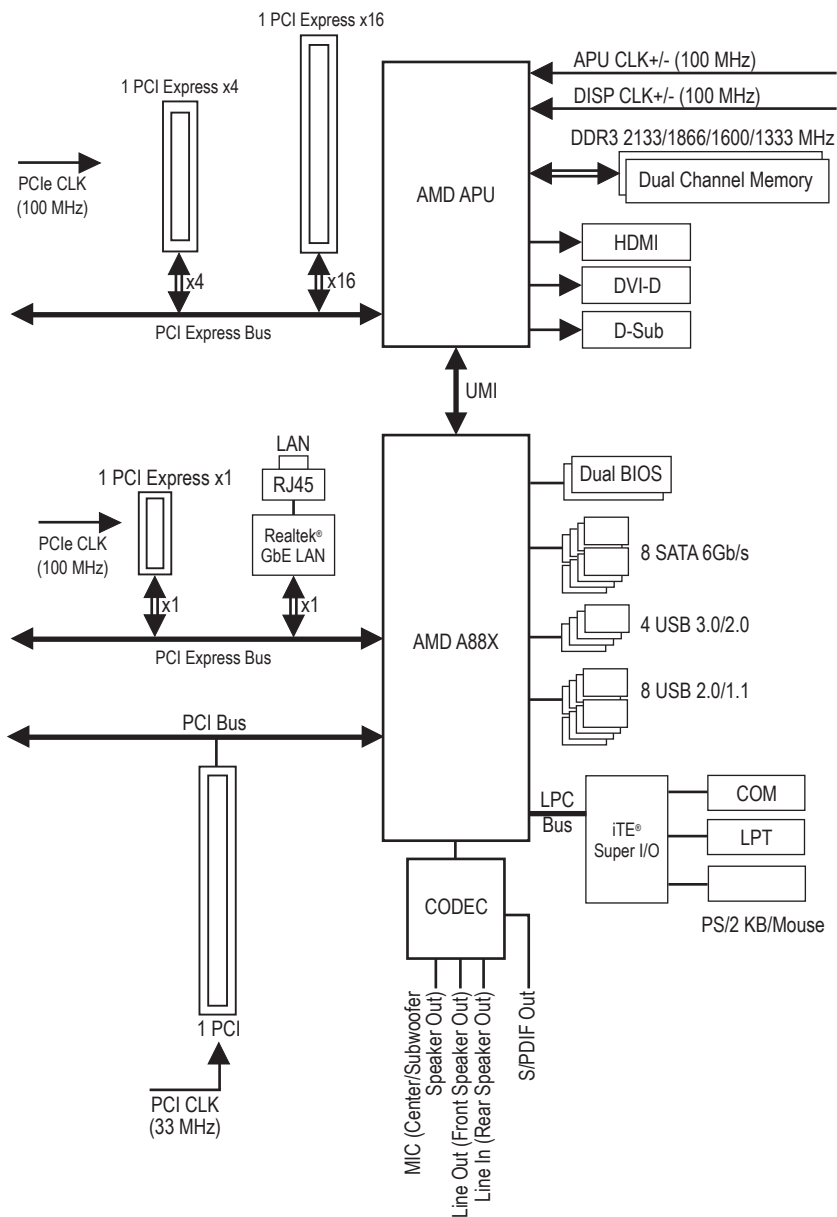 1 PCI Express x16
1 PCI Express x4
APU CLK+/- (100 MHz)
DISP CLK+/- (100 MHz)
DDR3 2133/1866/1600/1333 MHz
Dual Channel Memory
PCIe CLK
(100 MHz)
AMD APU
HDMI
DVI-D
D-Sub
x4
x16
PCI Express Bus
UMI
LAN
RJ45
1 PCI Express x1
Realtek®
GbE LAN
PCIe CLK
(100 MHz)
x1
x1
PCI Express Bus
AMD A88X
Dual BIOS
8 SATA 6Gb/s
4 USB 3.0/2.0
8 USB 2.0/1.1
PCI Bus
LPC
Bus
iTE®
Super I/O
COM
LPT
PS/2 KB/Mouse
CODEC
1 PCI
PCI CLK
(33 MHz)
MIC (Center/Subwoofer
Speaker Out)
Line Out (Front Speaker Out)
Line In (Rear Speaker Out)
S/PDIF Out